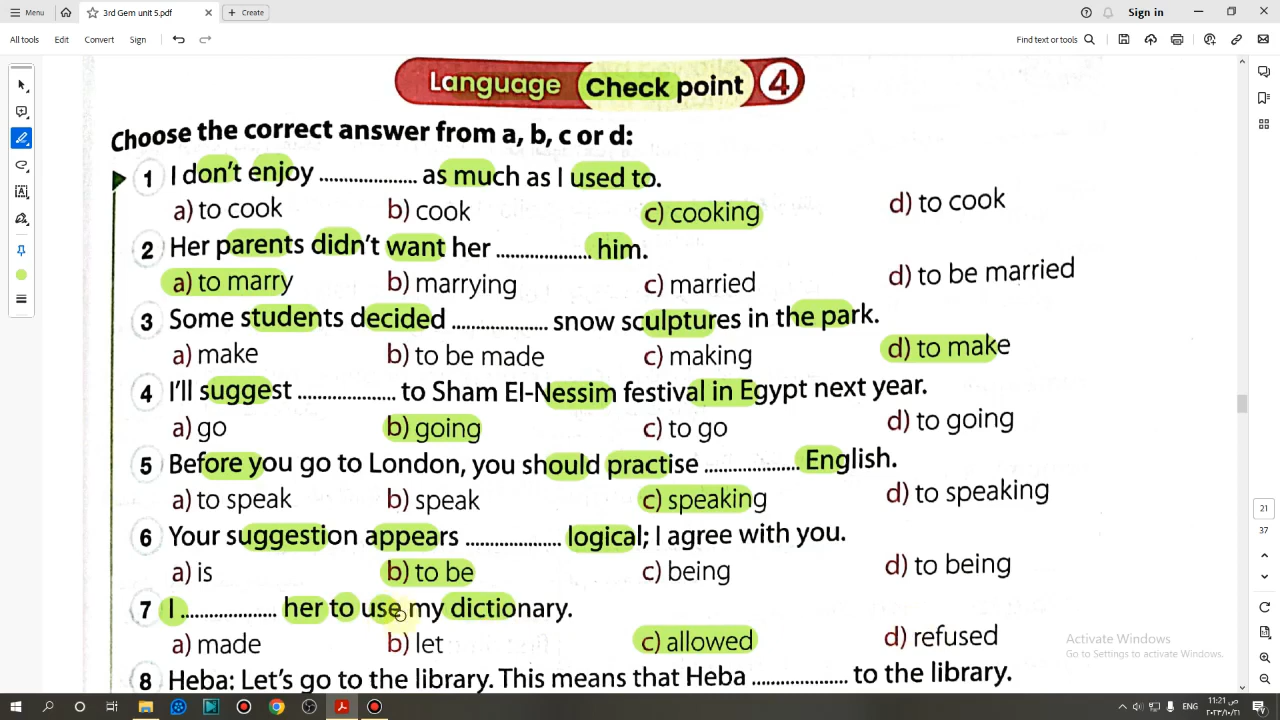 Menu
3rd Gem unit 5.pdf
Create
Sign in
All tools Edit Convert Sign
Find text or tools
Language Check point 4
Choose the correct answer from a, b, c or d:
1 I don't enjoy ................... as much as I used to.
a) to cook b) cook c) cooking d) to cook
2 Her parents didn't want her ................... him.
a) to marry b) marrying c) married d) to be married
3 Some students decided ................... snow sculptures in the park.
a) make b) to be made c) making d) to make
4 I'll suggest ................... to Sham El-Nessim festival in Egypt next year.
a) go b) going c) to go d) to going
5 Before you go to London, you should practise ................... English.
a) to speak b) speak c) speaking d) to speaking
6 Your suggestion appears ................... logical; I agree with you.
a) is b) to be c) being d) to being
7 I ................... her to use my dictionary.
a) made b) let c) allowed d) refused
8 Heba: Let's go to the library. This means that Heba ................... to the library.
21
37
Activate Windows
Go to Settings to activate Windows.
ENG
11:21 ص